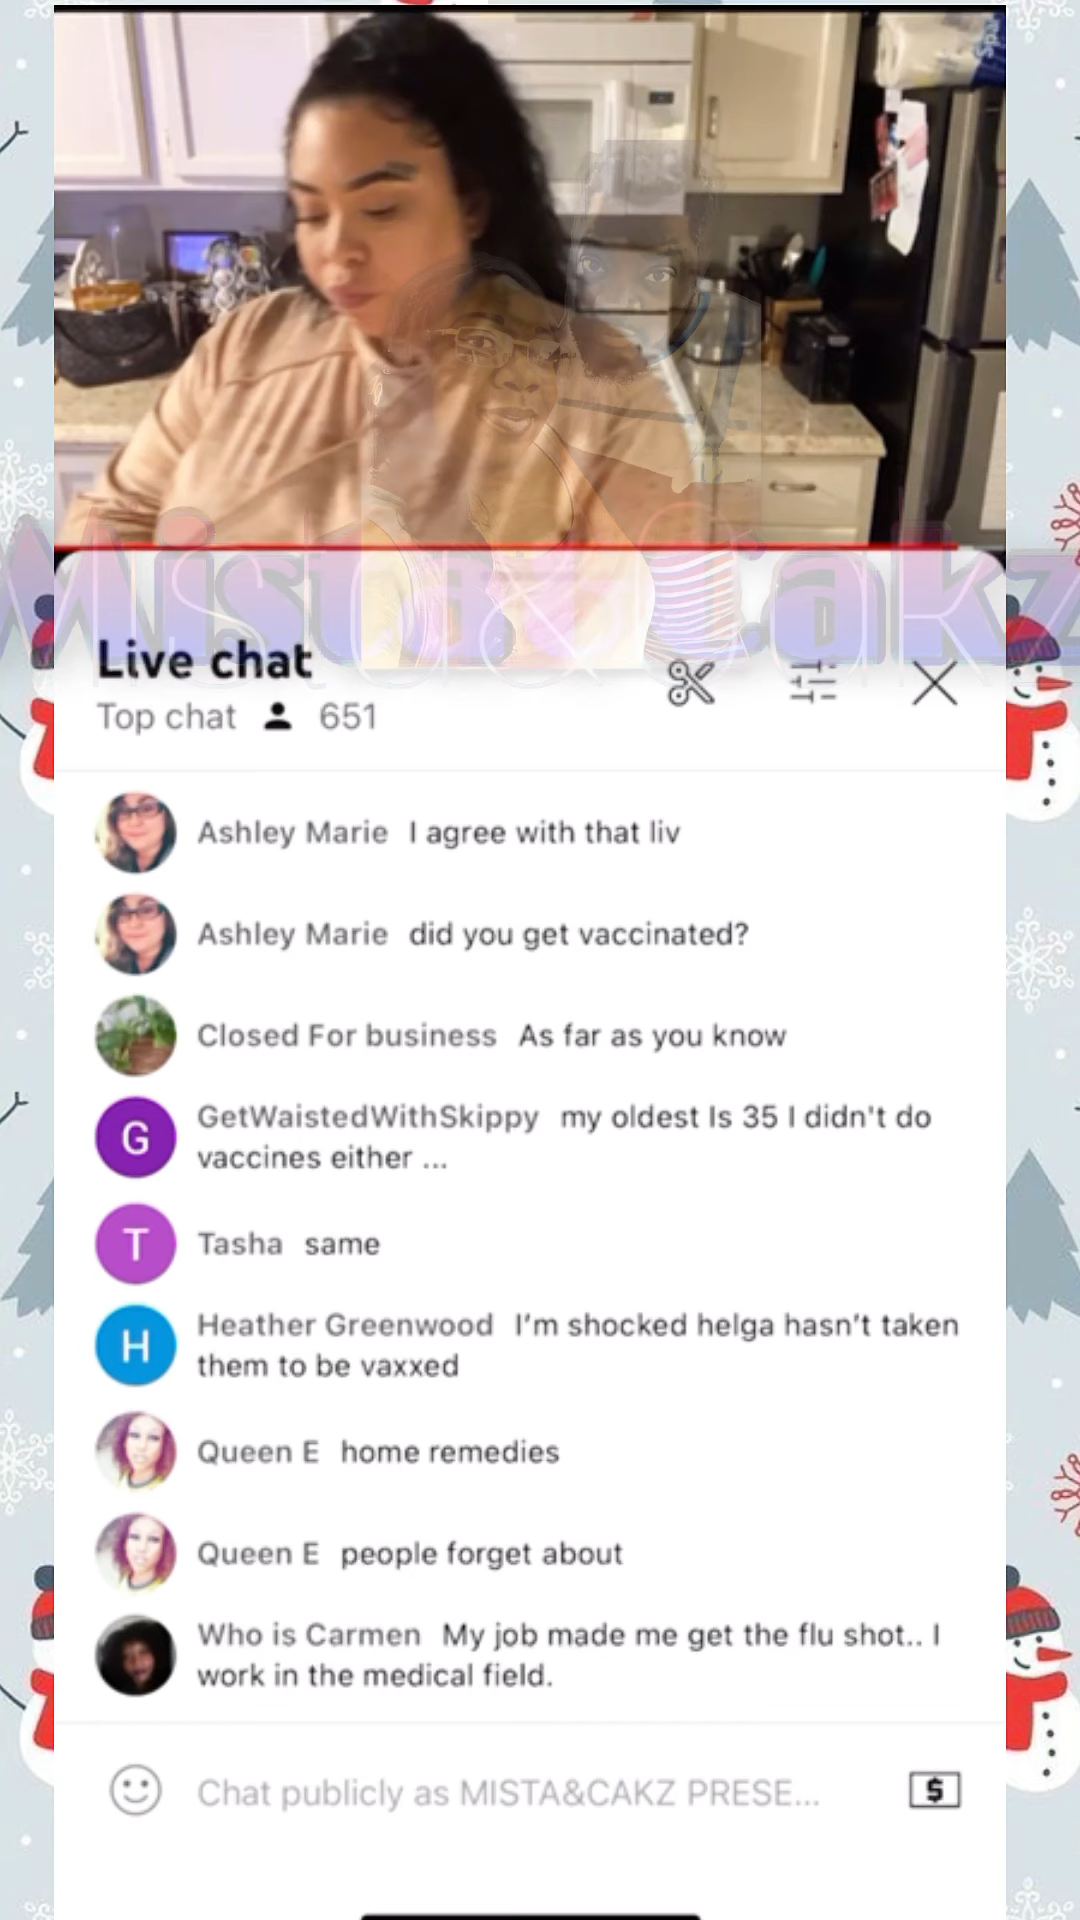 Mista&Cakz
Live chat
Top chat 651
Ashley Marie I agree with that liv
Ashley Marie did you get vaccinated?
Closed For business As far as you know
G GetWaistedWithSkippy my oldest Is 35 I didn't do
vaccines either ...
T Tasha same
H Heather Greenwood I’m shocked helga hasn’t taken
them to be vaxxed
Queen E home remedies
Queen E people forget about
Who is Carmen My job made me get the flu shot.. I
work in the medical field.
Chat publicly as MISTA&CAKZ PRESE... $